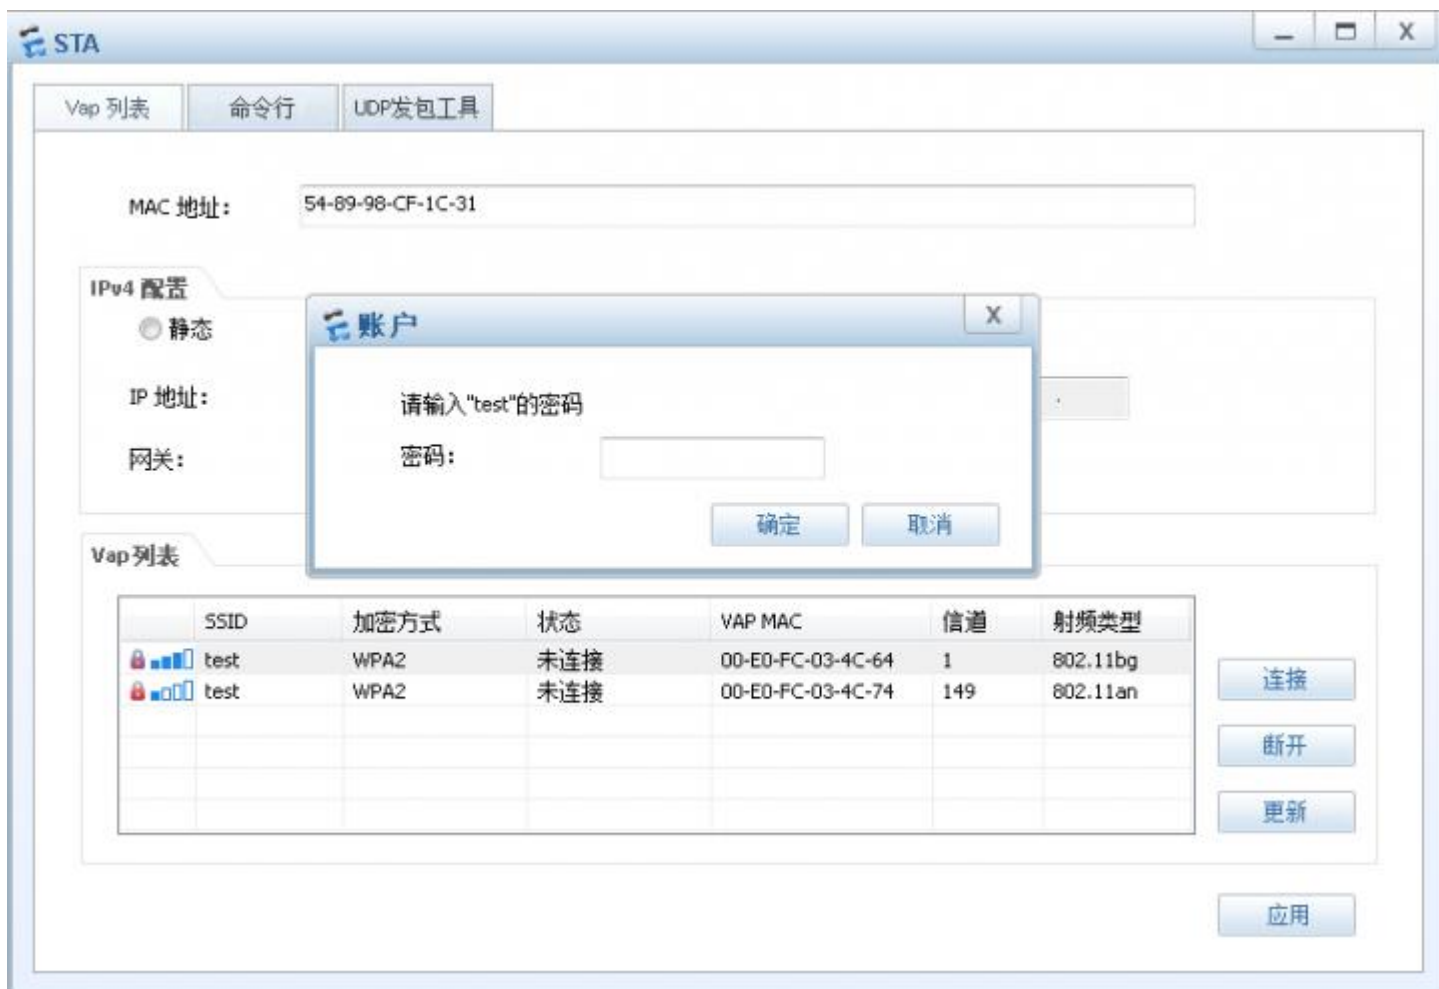 STA
Vap 列表 命令行 UDP发包工具
MAC 地址: 54-89-98-CF-1C-31
IPv4 配置
静态
账户
X
IP 地址:
请输入"test"的密码
网关:
密码:
确定 取消
Vap 列表
SSID 加密方式 状态 VAP MAC 信道 射频类型
test WPA2 未连接 00-E0-FC-03-4C-64 1 802.11bg
test WPA2 未连接 00-E0-FC-03-4C-74 149 802.11an
连接
断开
更新
应用